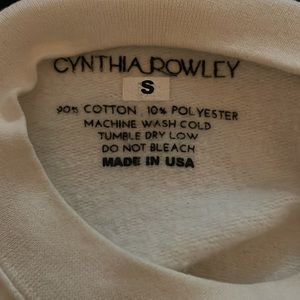 CYNTHIA ROWLEY
S
90% COTTON 10% POLYESTER
MACHINE WASH COLD
TUMBLE DRY LOW
DO NOT BLEACH
MADE IN USA